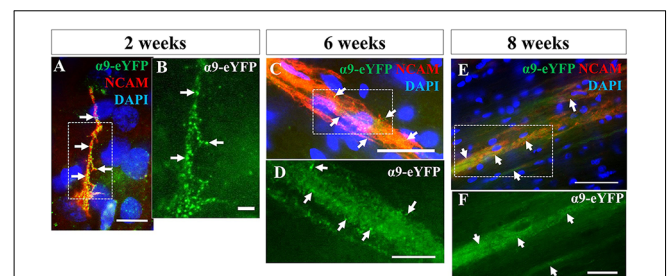 2 weeks
6 weeks
8 weeks
A
α9-eYFP
NCAM
DAPI
B
α9-eYFP
C
α9-eYFP NCAM
DAPI
D
α9-eYFP
E
α9-eYFP NCAM
DAPI
F
α9-eYFP